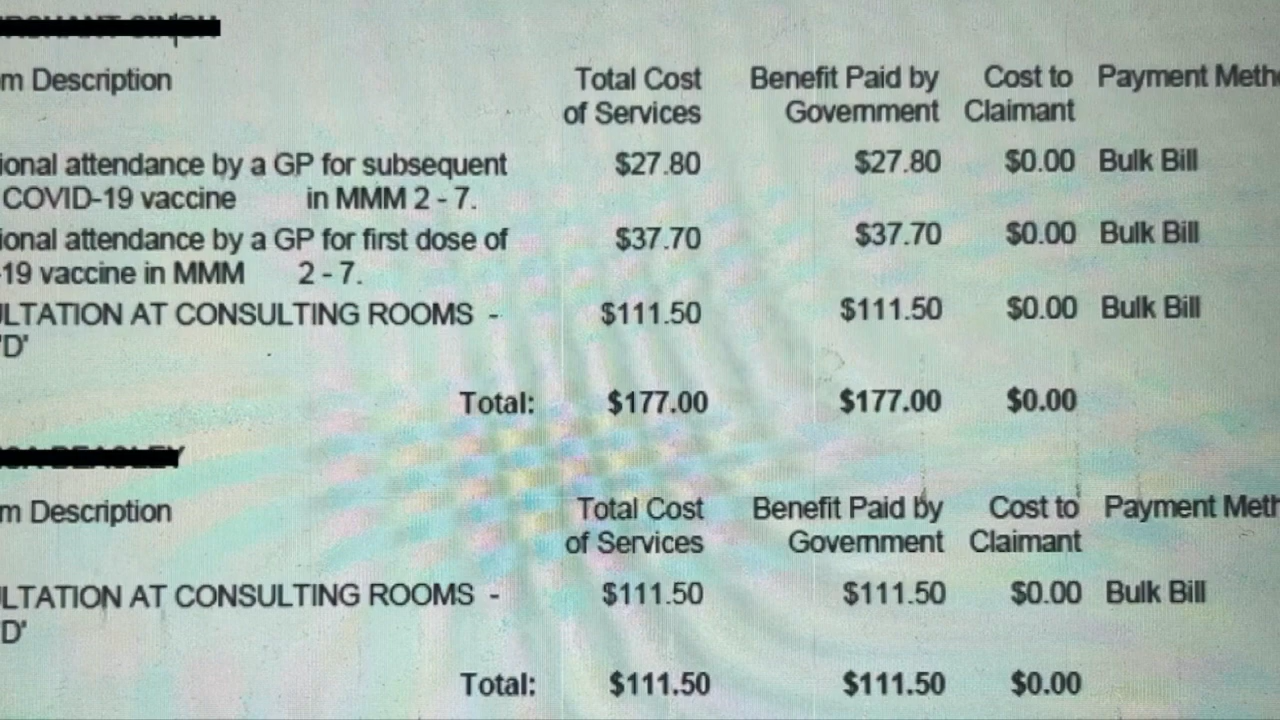 m Description Total Cost of Services Benefit Paid by Government Cost to Claimant Payment Meth
ional attendance by a GP for subsequent $27.80 $27.80 $0.00 Bulk Bill
COVID-19 vaccine in MMM 2 - 7.
ional attendance by a GP for first dose of $37.70 $37.70 $0.00 Bulk Bill
-19 vaccine in MMM 2 - 7.
ULTATION AT CONSULTING ROOMS - $111.50 $111.50 $0.00 Bulk Bill
'D'
Total: $177.00 $177.00 $0.00
m Description Total Cost of Services Benefit Paid by Government Cost to Claimant Payment Meth
ULTATION AT CONSULTING ROOMS - $111.50 $111.50 $0.00 Bulk Bill
D'
Total: $111.50 $111.50 $0.00